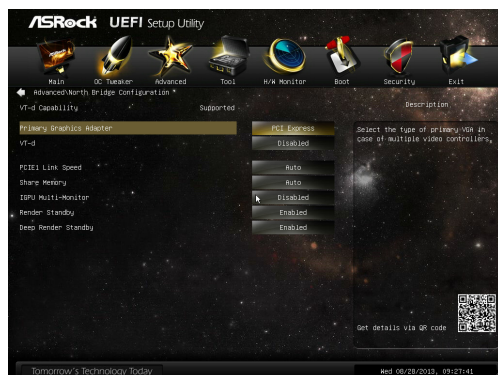 ASRock UEFI Setup Utility
Main OC Tweaker Advanced Tool H/W Monitor Boot Security Exit
Advanced\North Bridge Configuration
Description
VT-d Capability Supported
Primary Graphics Adapter PCI Express
Select the type of primary VGA in
case of multiple video controllers.
VT-d Disabled
PCIE1 Link Speed Auto
Share Memory Auto
IGPU Multi-Monitor Disabled
Render Standby Enabled
Deep Render Standby Enabled
Get details via QR code
Tomorrow's Technology Today
Wed 08/28/2013, 09:27:41